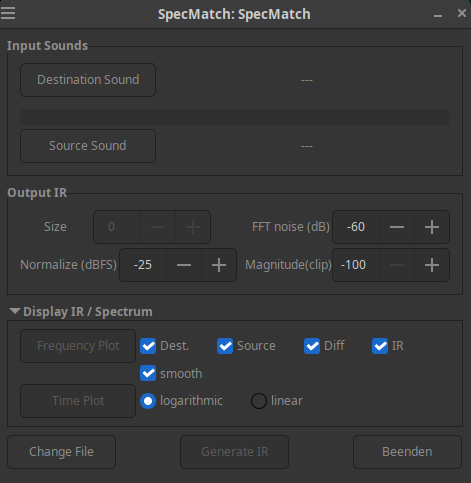 SpecMatch: SpecMatch
Input Sounds
Destination Sound ---
Source Sound ---
Output IR
Size 0 FFT noise (dB) -60
Normalize (dBFS) -25 Magnitude(clip) -100
Display IR / Spectrum
Frequency Plot Dest. Source Diff IR
smooth
Time Plot logarithmic linear
Change File Generate IR Beenden